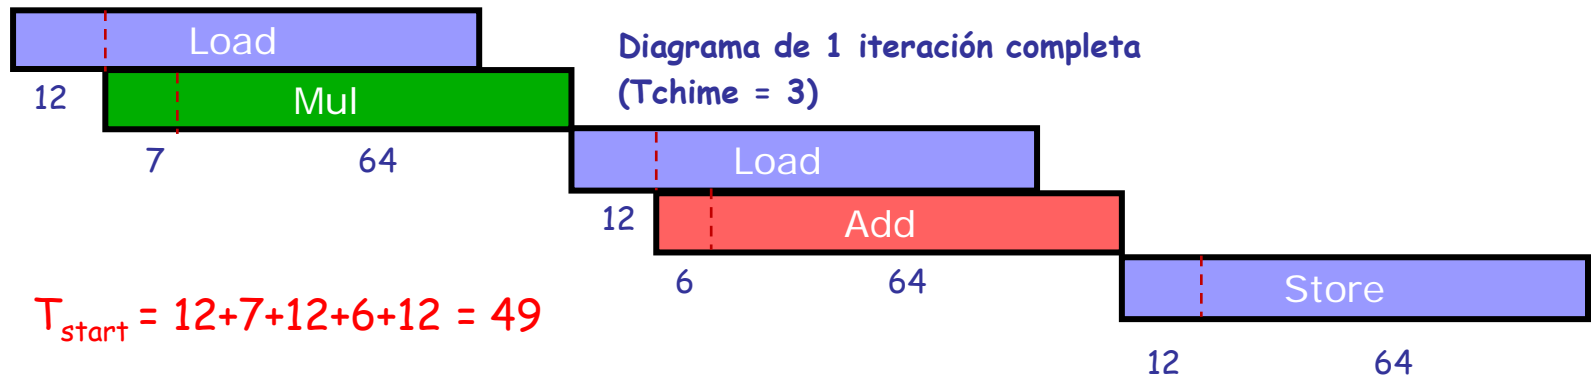 Load
Diagrama de 1 iteración completa
(Tchime = 3)
12
Mul
7
64
Load
12
Add
6
64
Store
T_start = 12+7+12+6+12 = 49
12
64